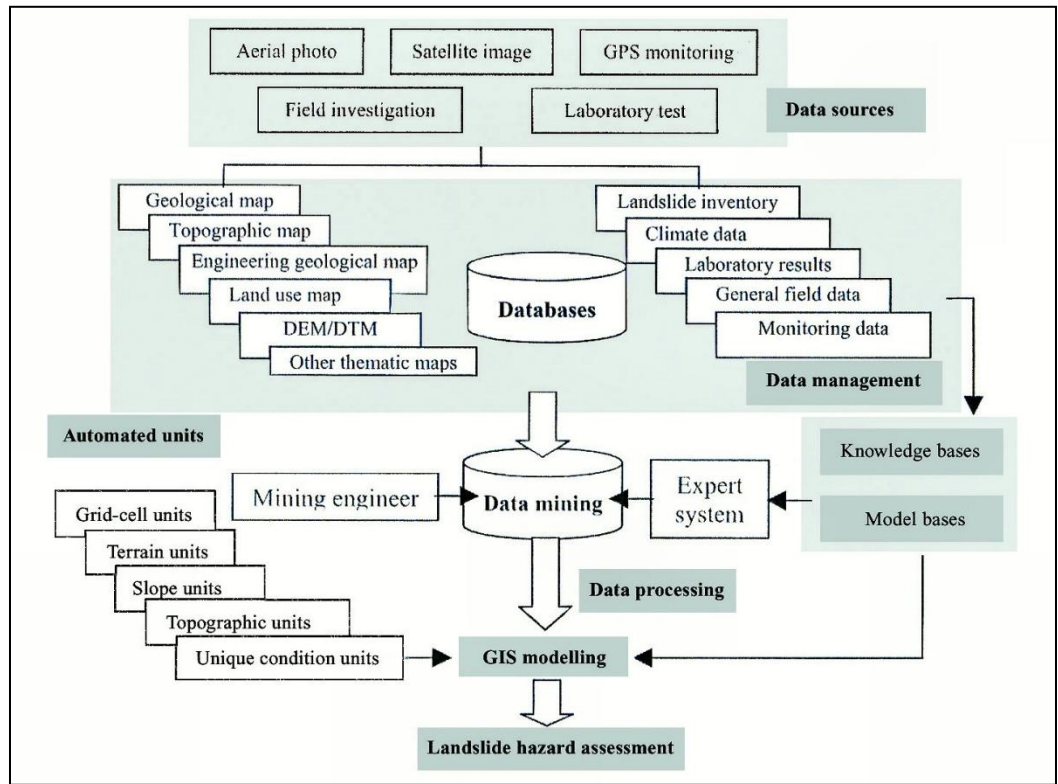 Aerial photo
Satellite image
GPS monitoring
Field investigation
Laboratory test
Data sources
Geological map
Topographic map
Engineering geological map
Land use map
DEM/DTM
Other thematic maps
Databases
Landslide inventory
Climate data
Laboratory results
General field data
Monitoring data
Data management
Automated units
Knowledge bases
Model bases
Mining engineer
Data mining
Expert
system
Grid-cell units
Terrain units
Slope units
Topographic units
Unique condition units
Data processing
GIS modelling
Landslide hazard assessment